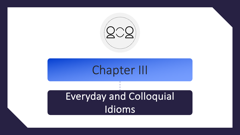 Chapter III
Everyday and Colloquial
Idioms